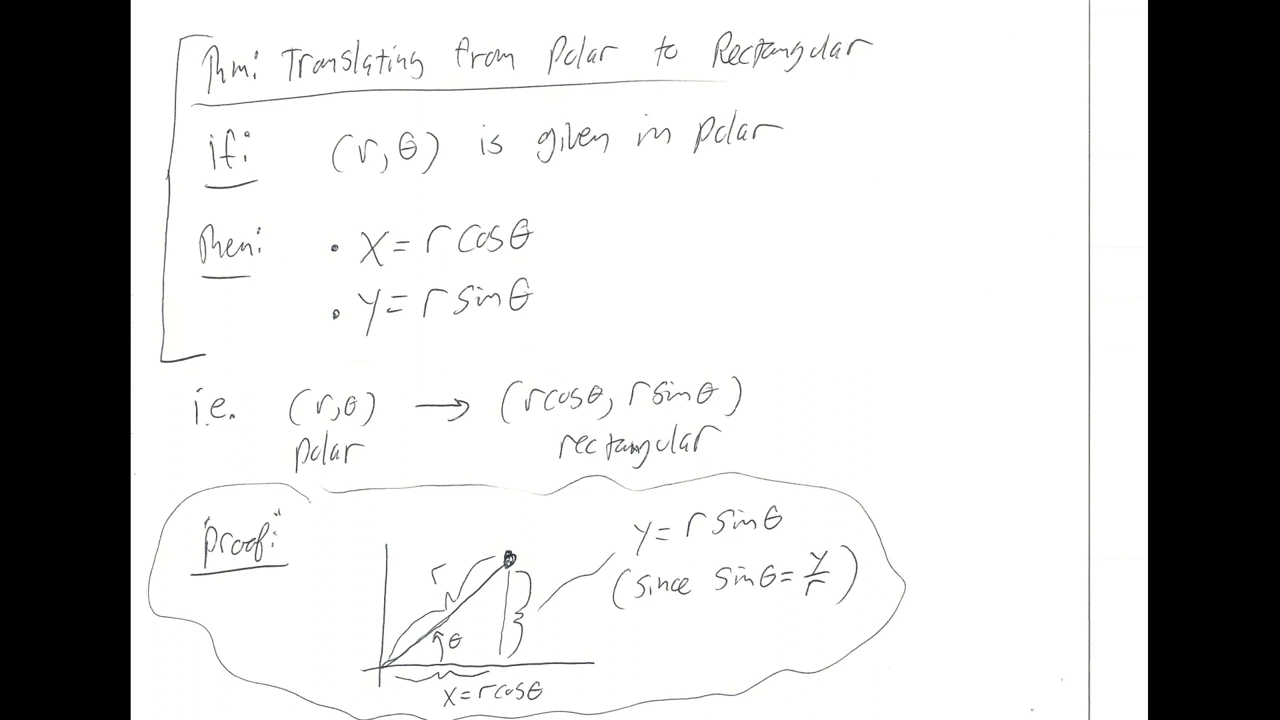 Thm: Translating from Polar to Rectangular
if: (r, θ) is given in polar
Then: • x = r cos θ
• y = r sin θ
i.e. (r, θ) → (r cos θ, r sin θ)
polar rectangular
"proof:"
y = r sin θ
(since sin θ = y/r)
r
θ
x = r cos θ